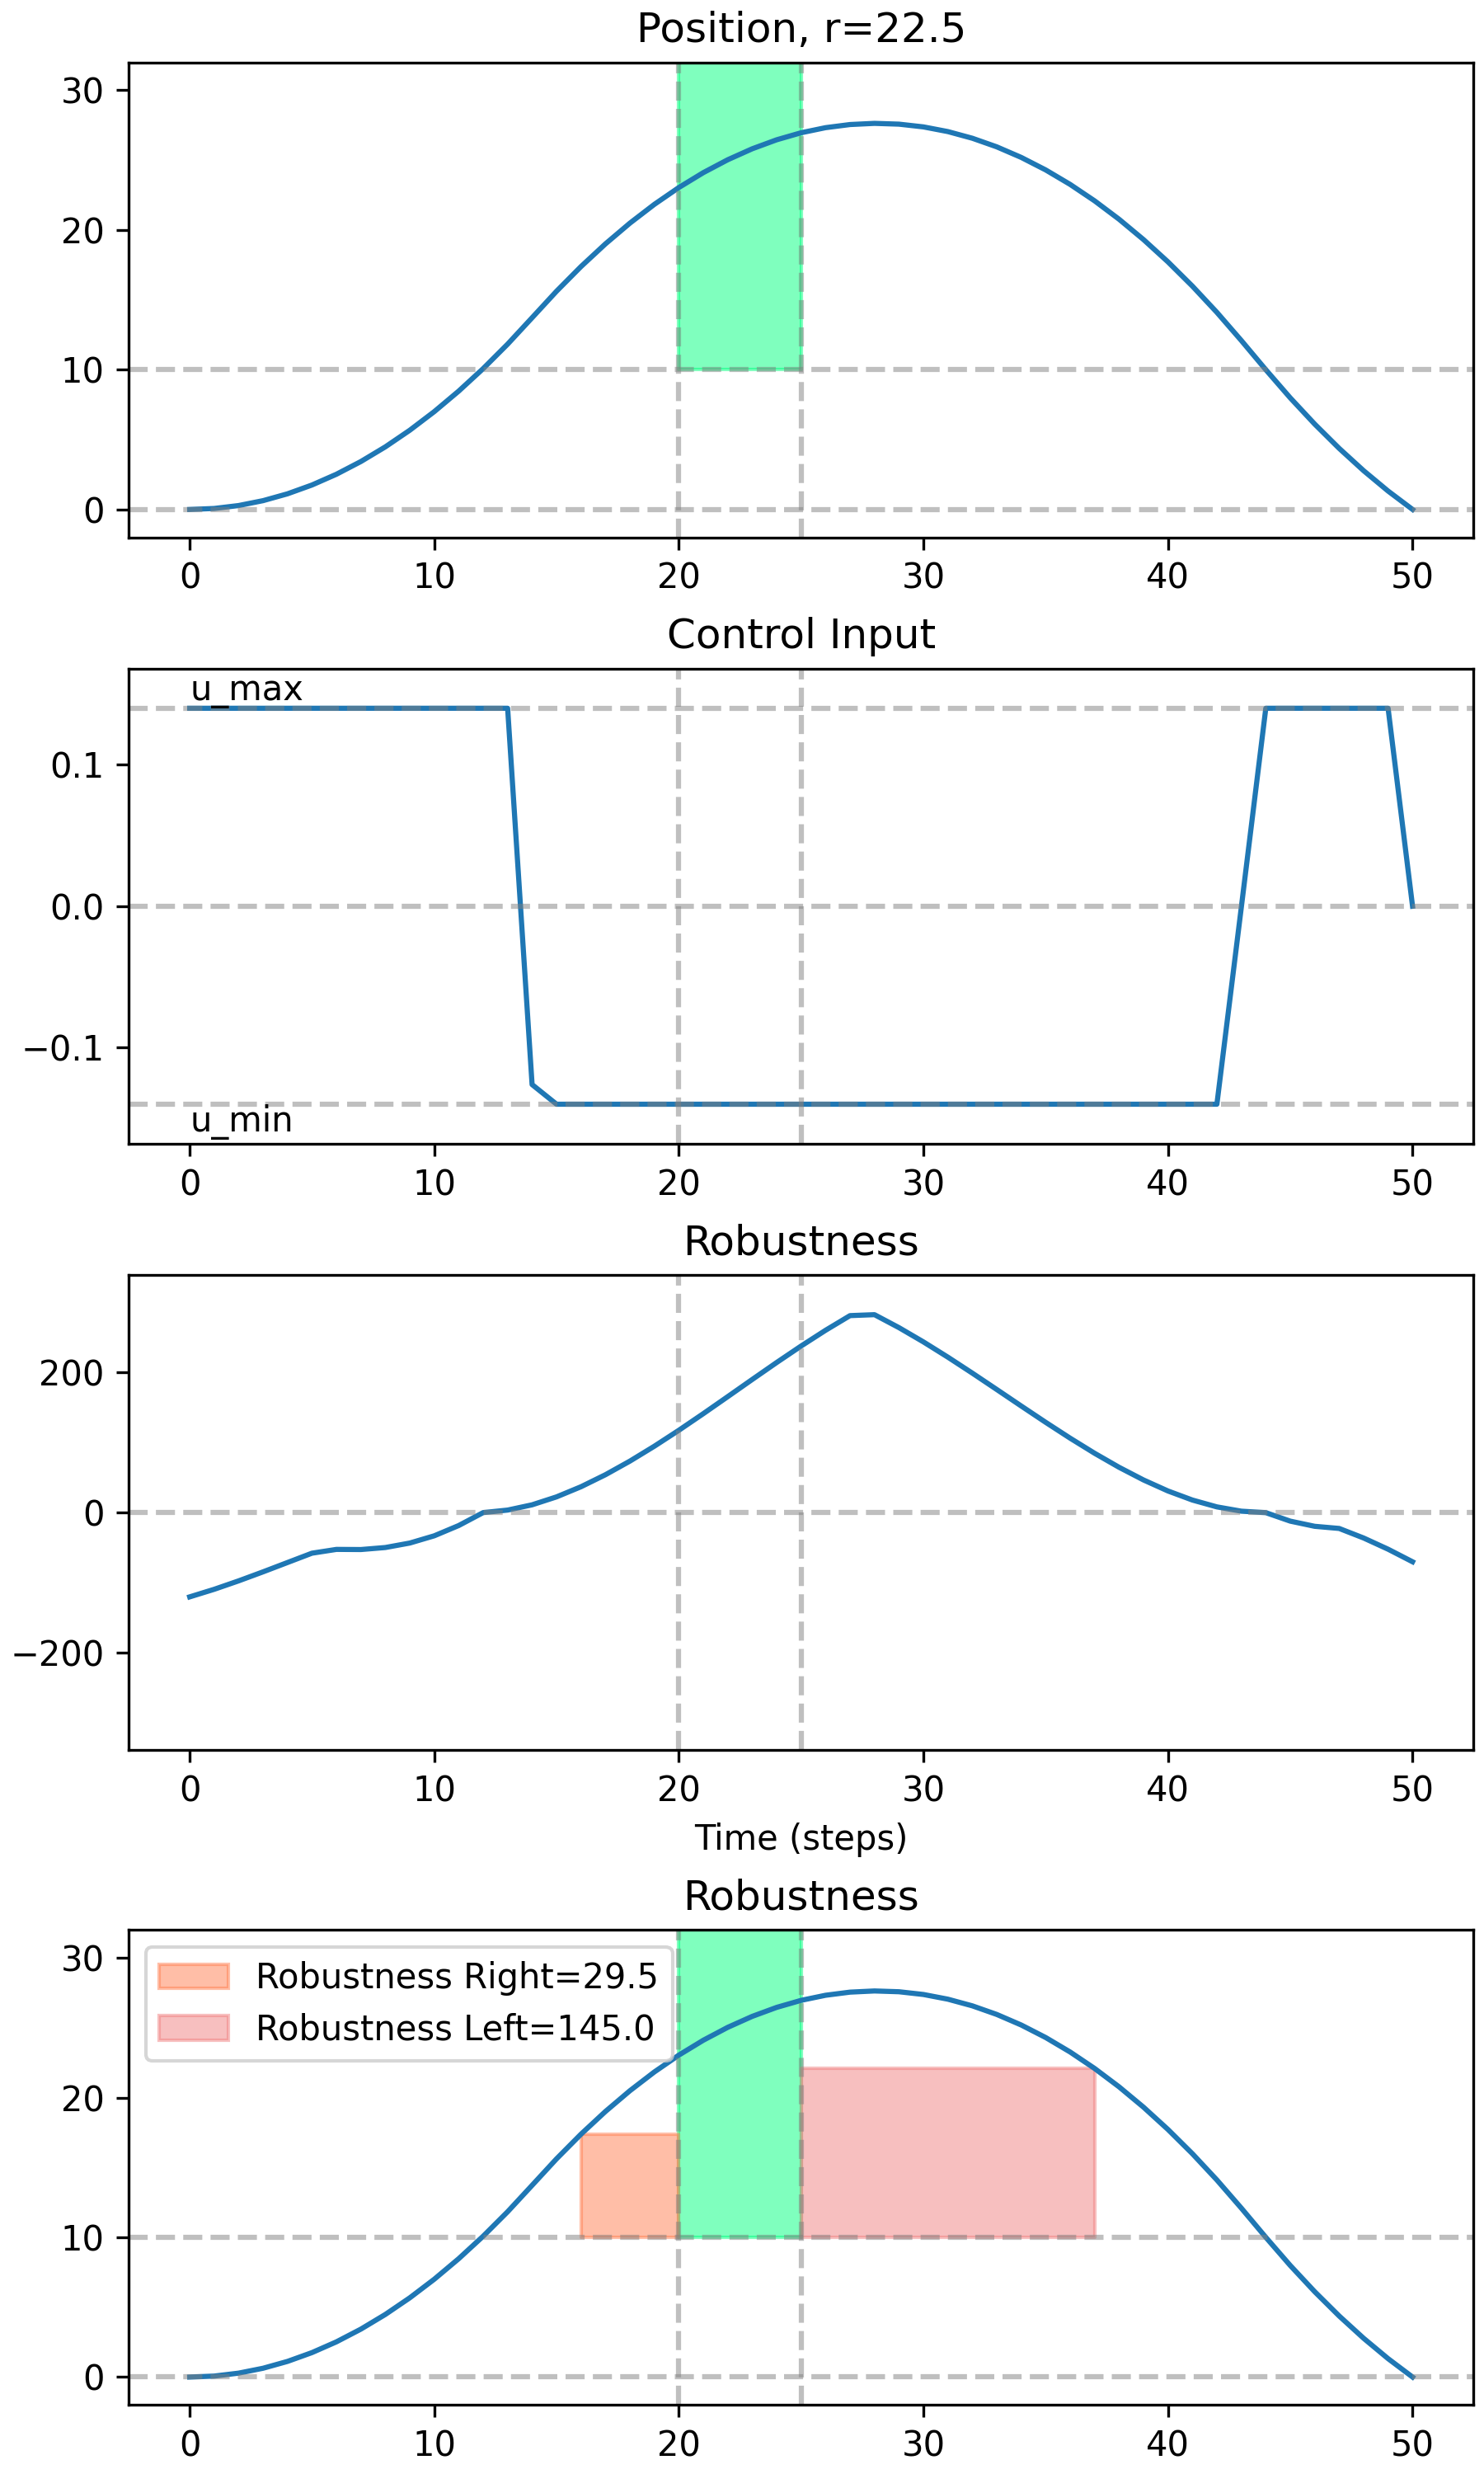 Position, r=22.5
30
20
10
0
0 10 20 30 40 50
Control Input
u_max
0.1
0.0
−0.1
u_min
0 10 20 30 40 50
Robustness
200
0
−200
0 10 20 30 40 50
Time (steps)
Robustness
30
Robustness Right=29.5
Robustness Left=145.0
20
10
0
0 10 20 30 40 50